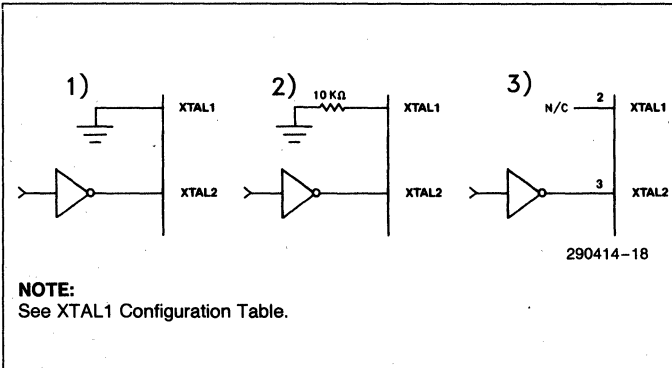 1)
XTAL1
XTAL2
2)
10 KΩ
XTAL1
XTAL2
3)
N/C
2
XTAL1
3
XTAL2
290414-18
NOTE:
See XTAL1 Configuration Table.